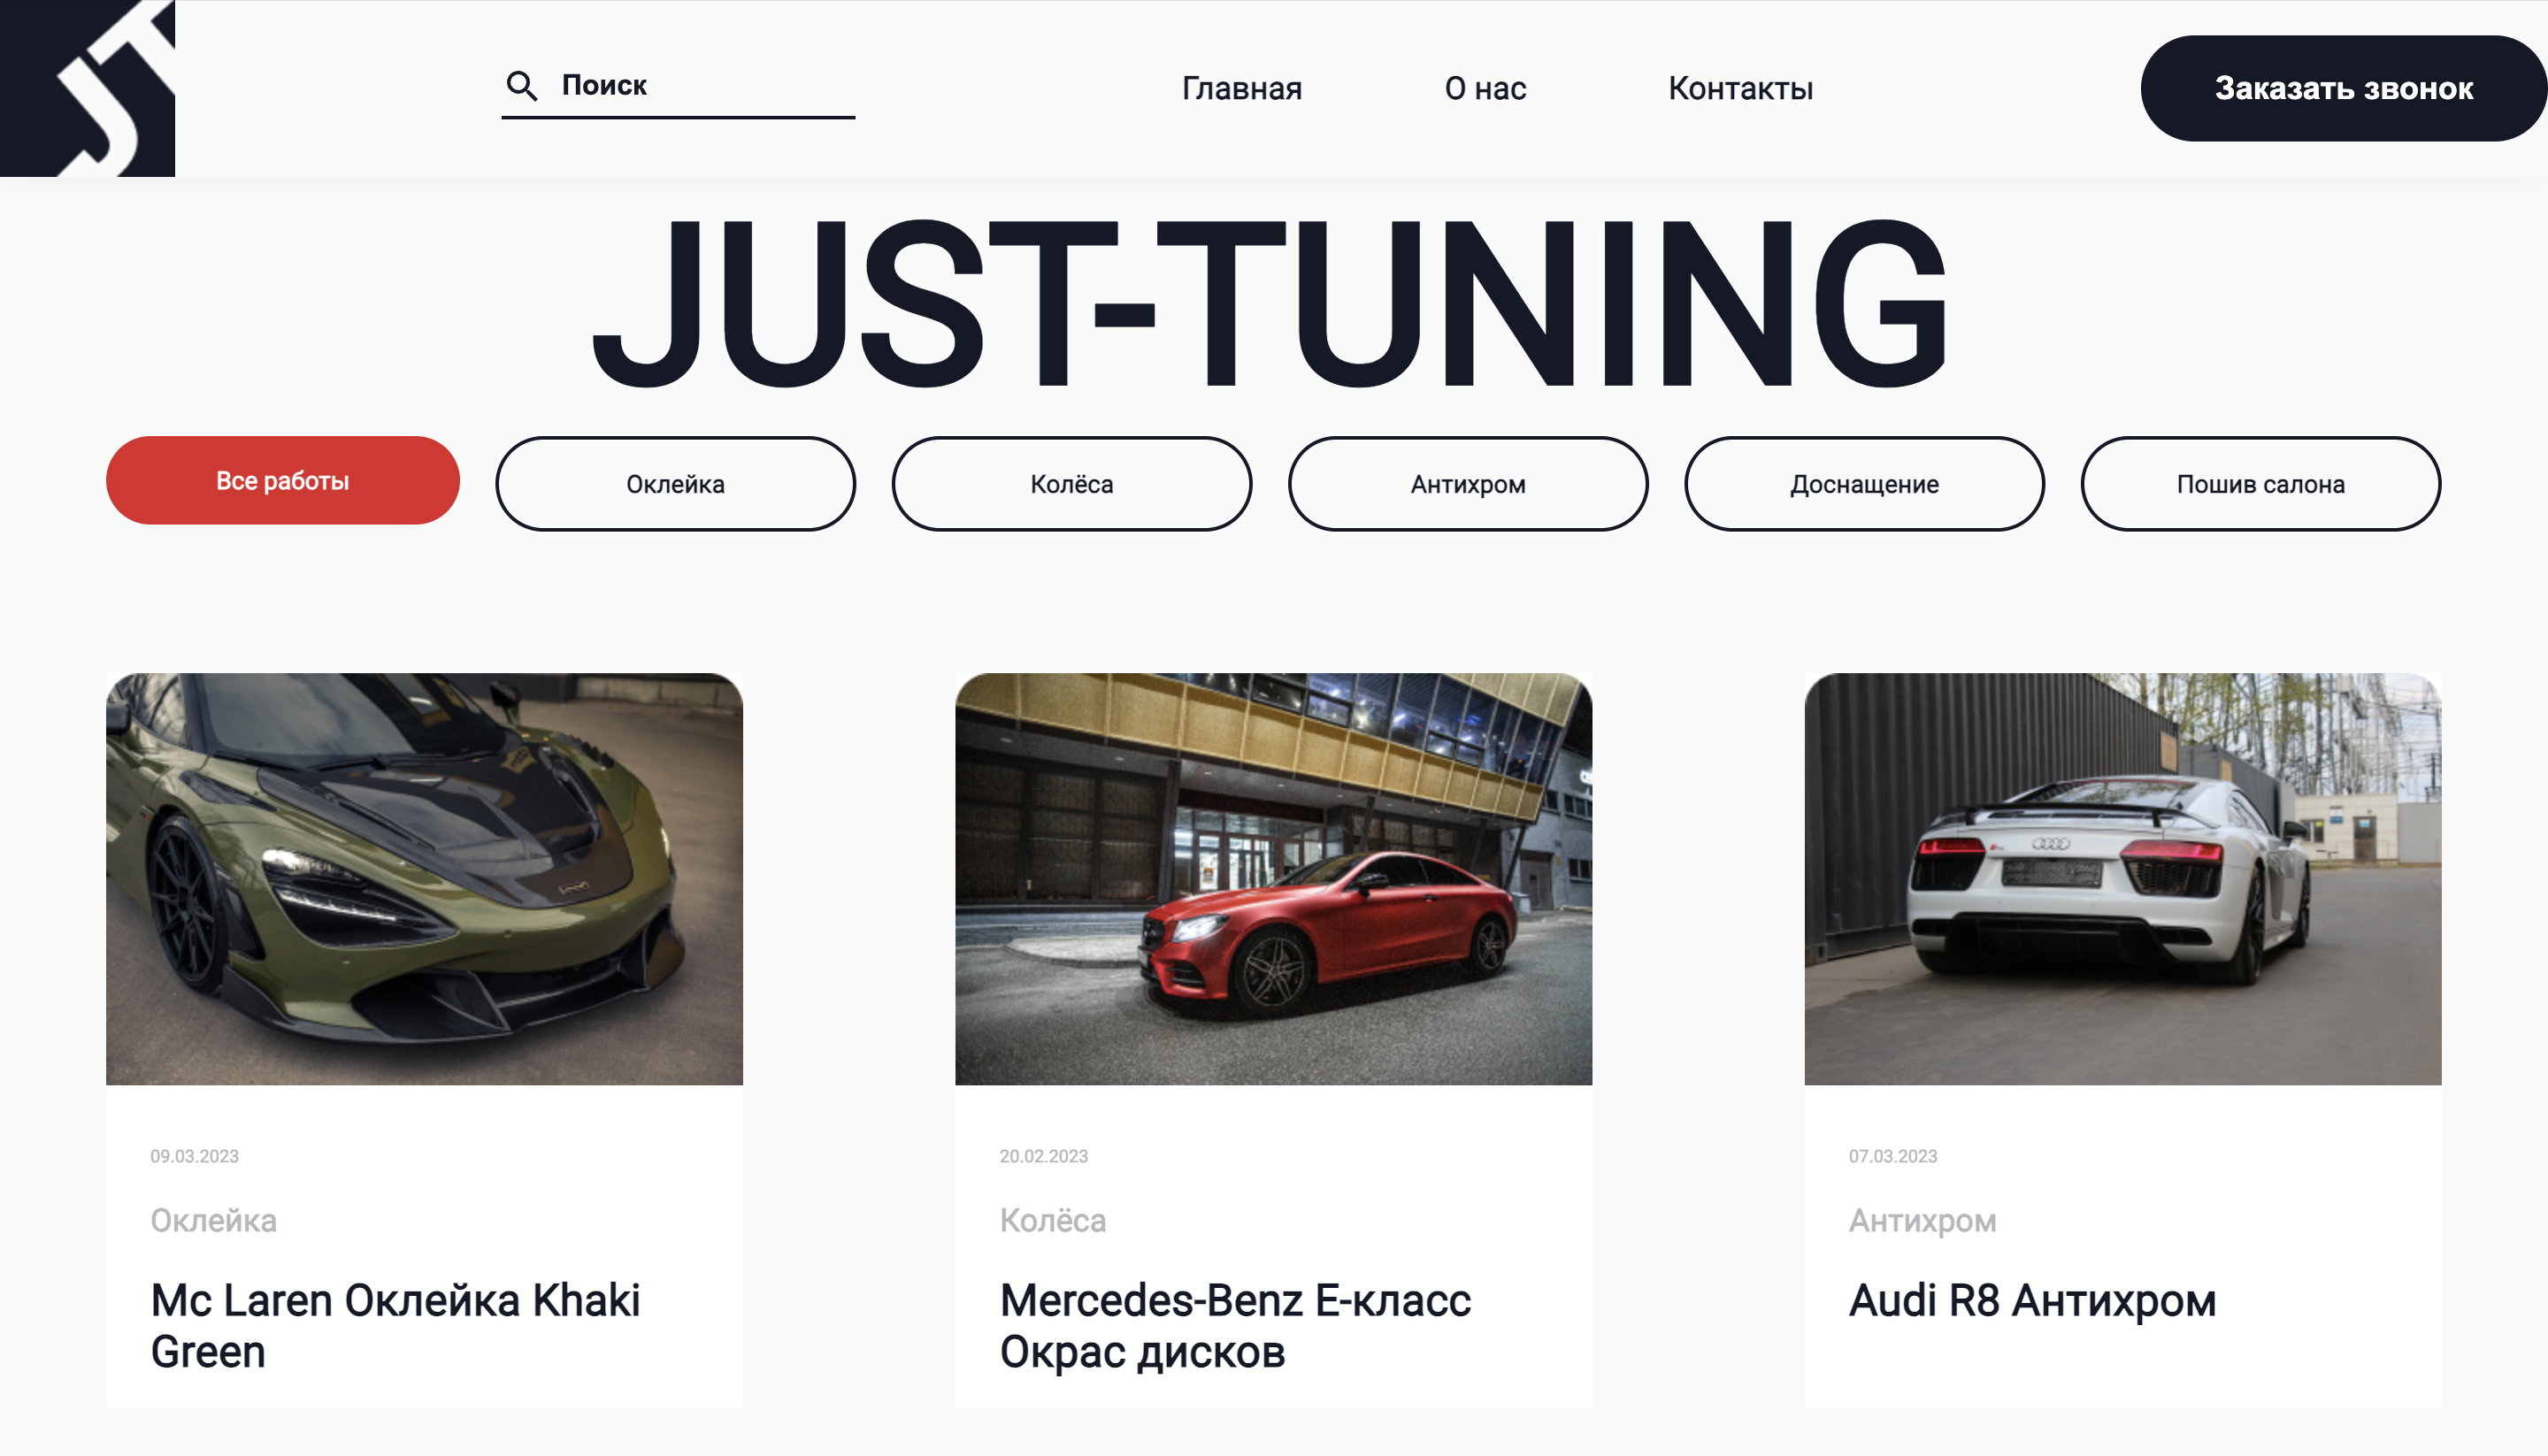 JT
Поиск
Главная
О нас
Контакты
Заказать звонок
JUST-TUNING
Все работы
Оклейка
Колёса
Антихром
Доснащение
Пошив салона
09.03.2023
Оклейка
Mc Laren Оклейка Khaki
Green
20.02.2023
Колёса
Mercedes-Benz E-класс
Окрас дисков
07.03.2023
Антихром
Audi R8 Антихром